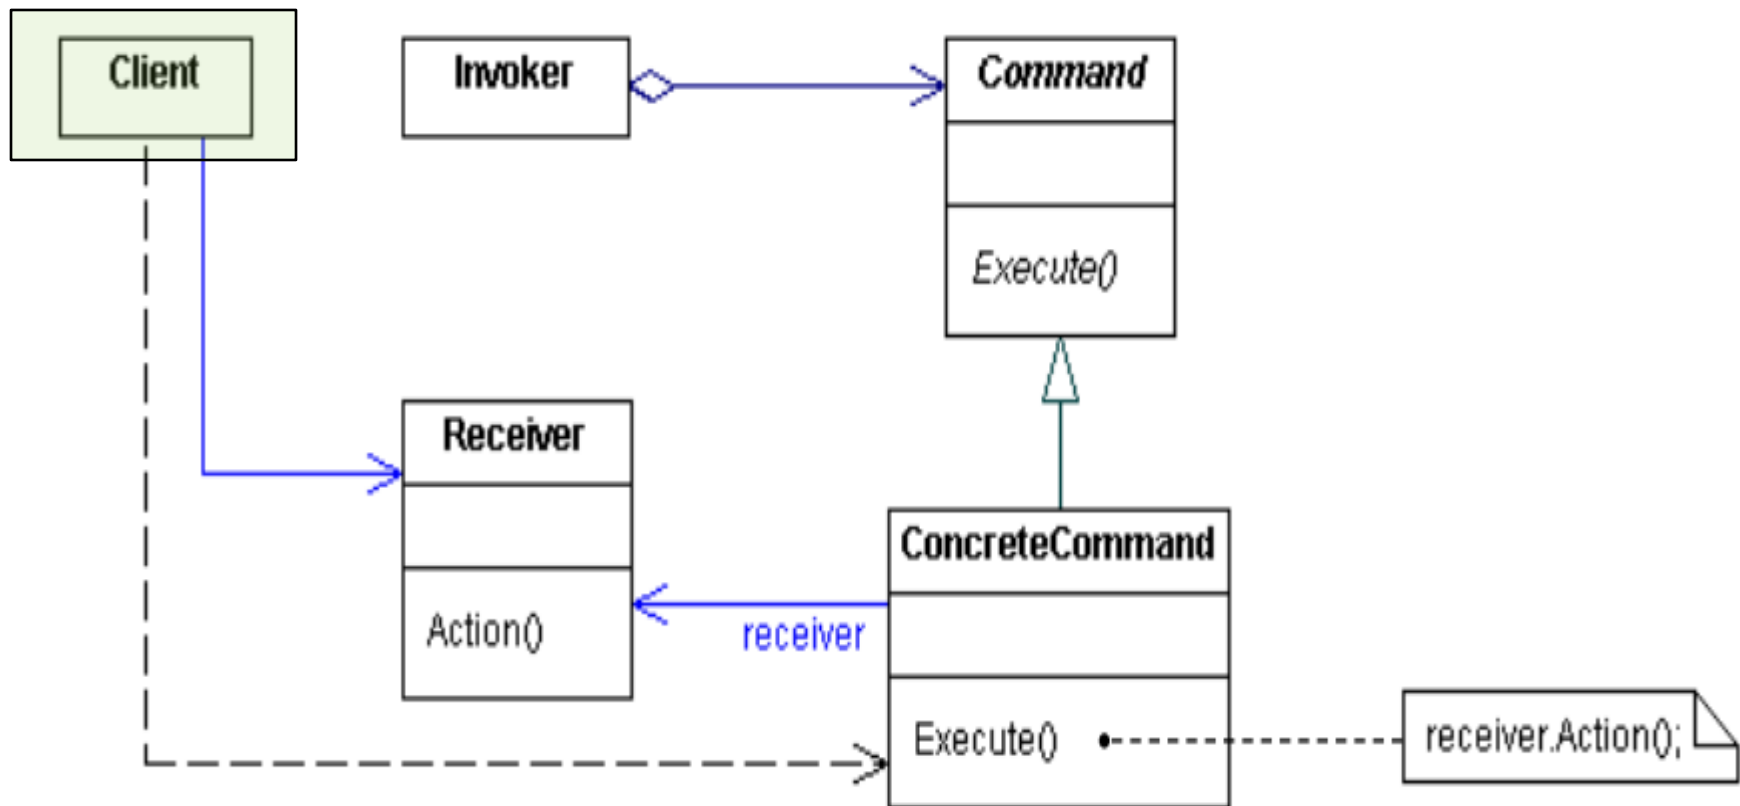 Client
Invoker
Command
Execute()
Receiver
Action()
receiver
ConcreteCommand
Execute()
receiver.Action();